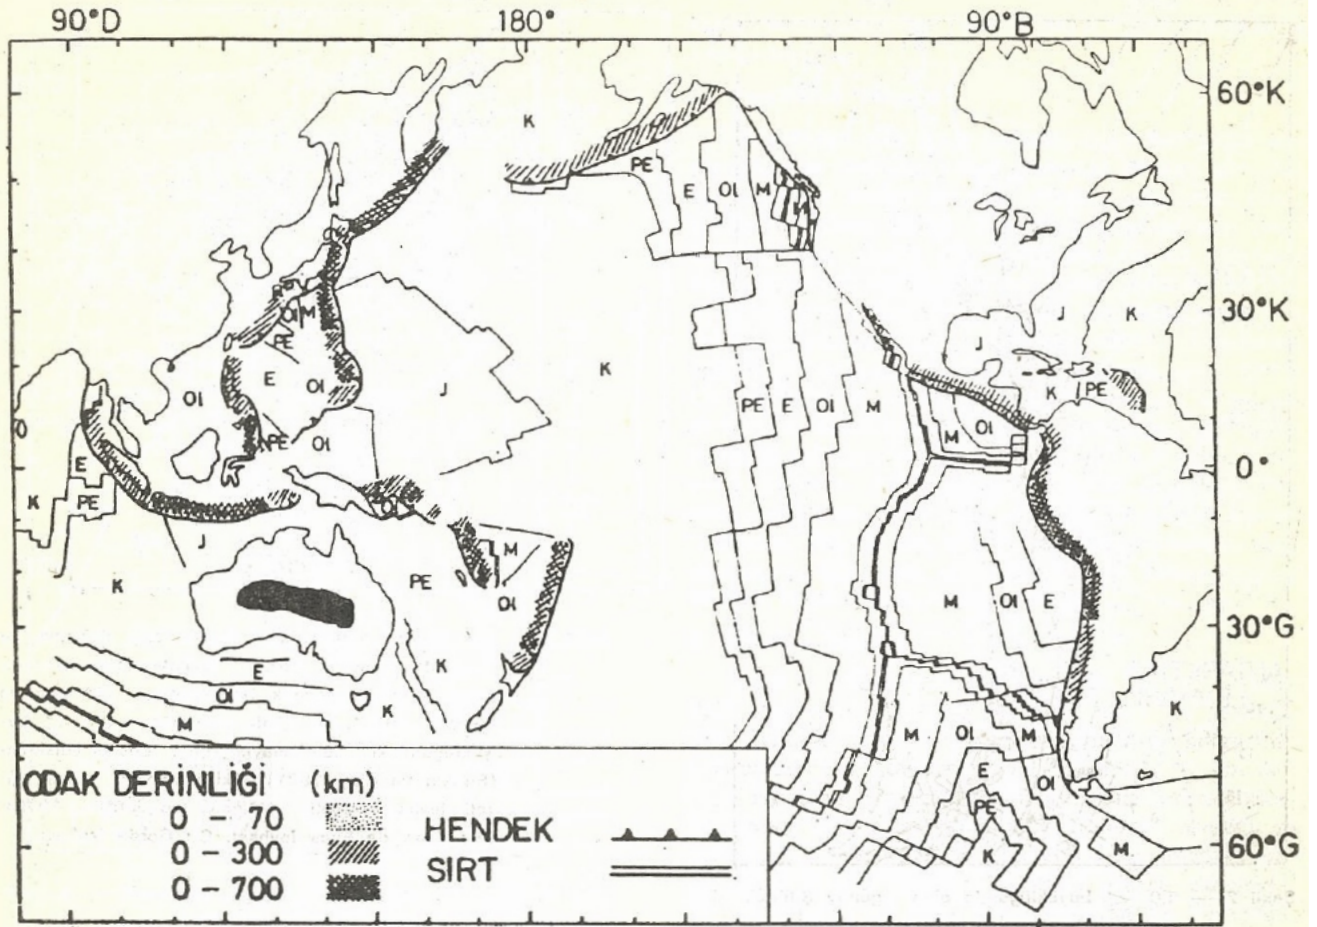 90°D 180° 90°B
60°K
K
PE E Ol M M
Ol M
PE
30°K
J K
J
E Ol
J
K
K PE
Ol
PE E Ol M
PE Ol
M Ol
E
0°
K PE
Ol
J
M
PE
K
Ol
M Ol E
30°G
E
K
Ol
K
M
K
M Ol M
E
Ol
PE
K
M
60°G
ODAK DERİNLİĞİ (km)
0 - 70
0 - 300
0 - 700
HENDEK
SIRT